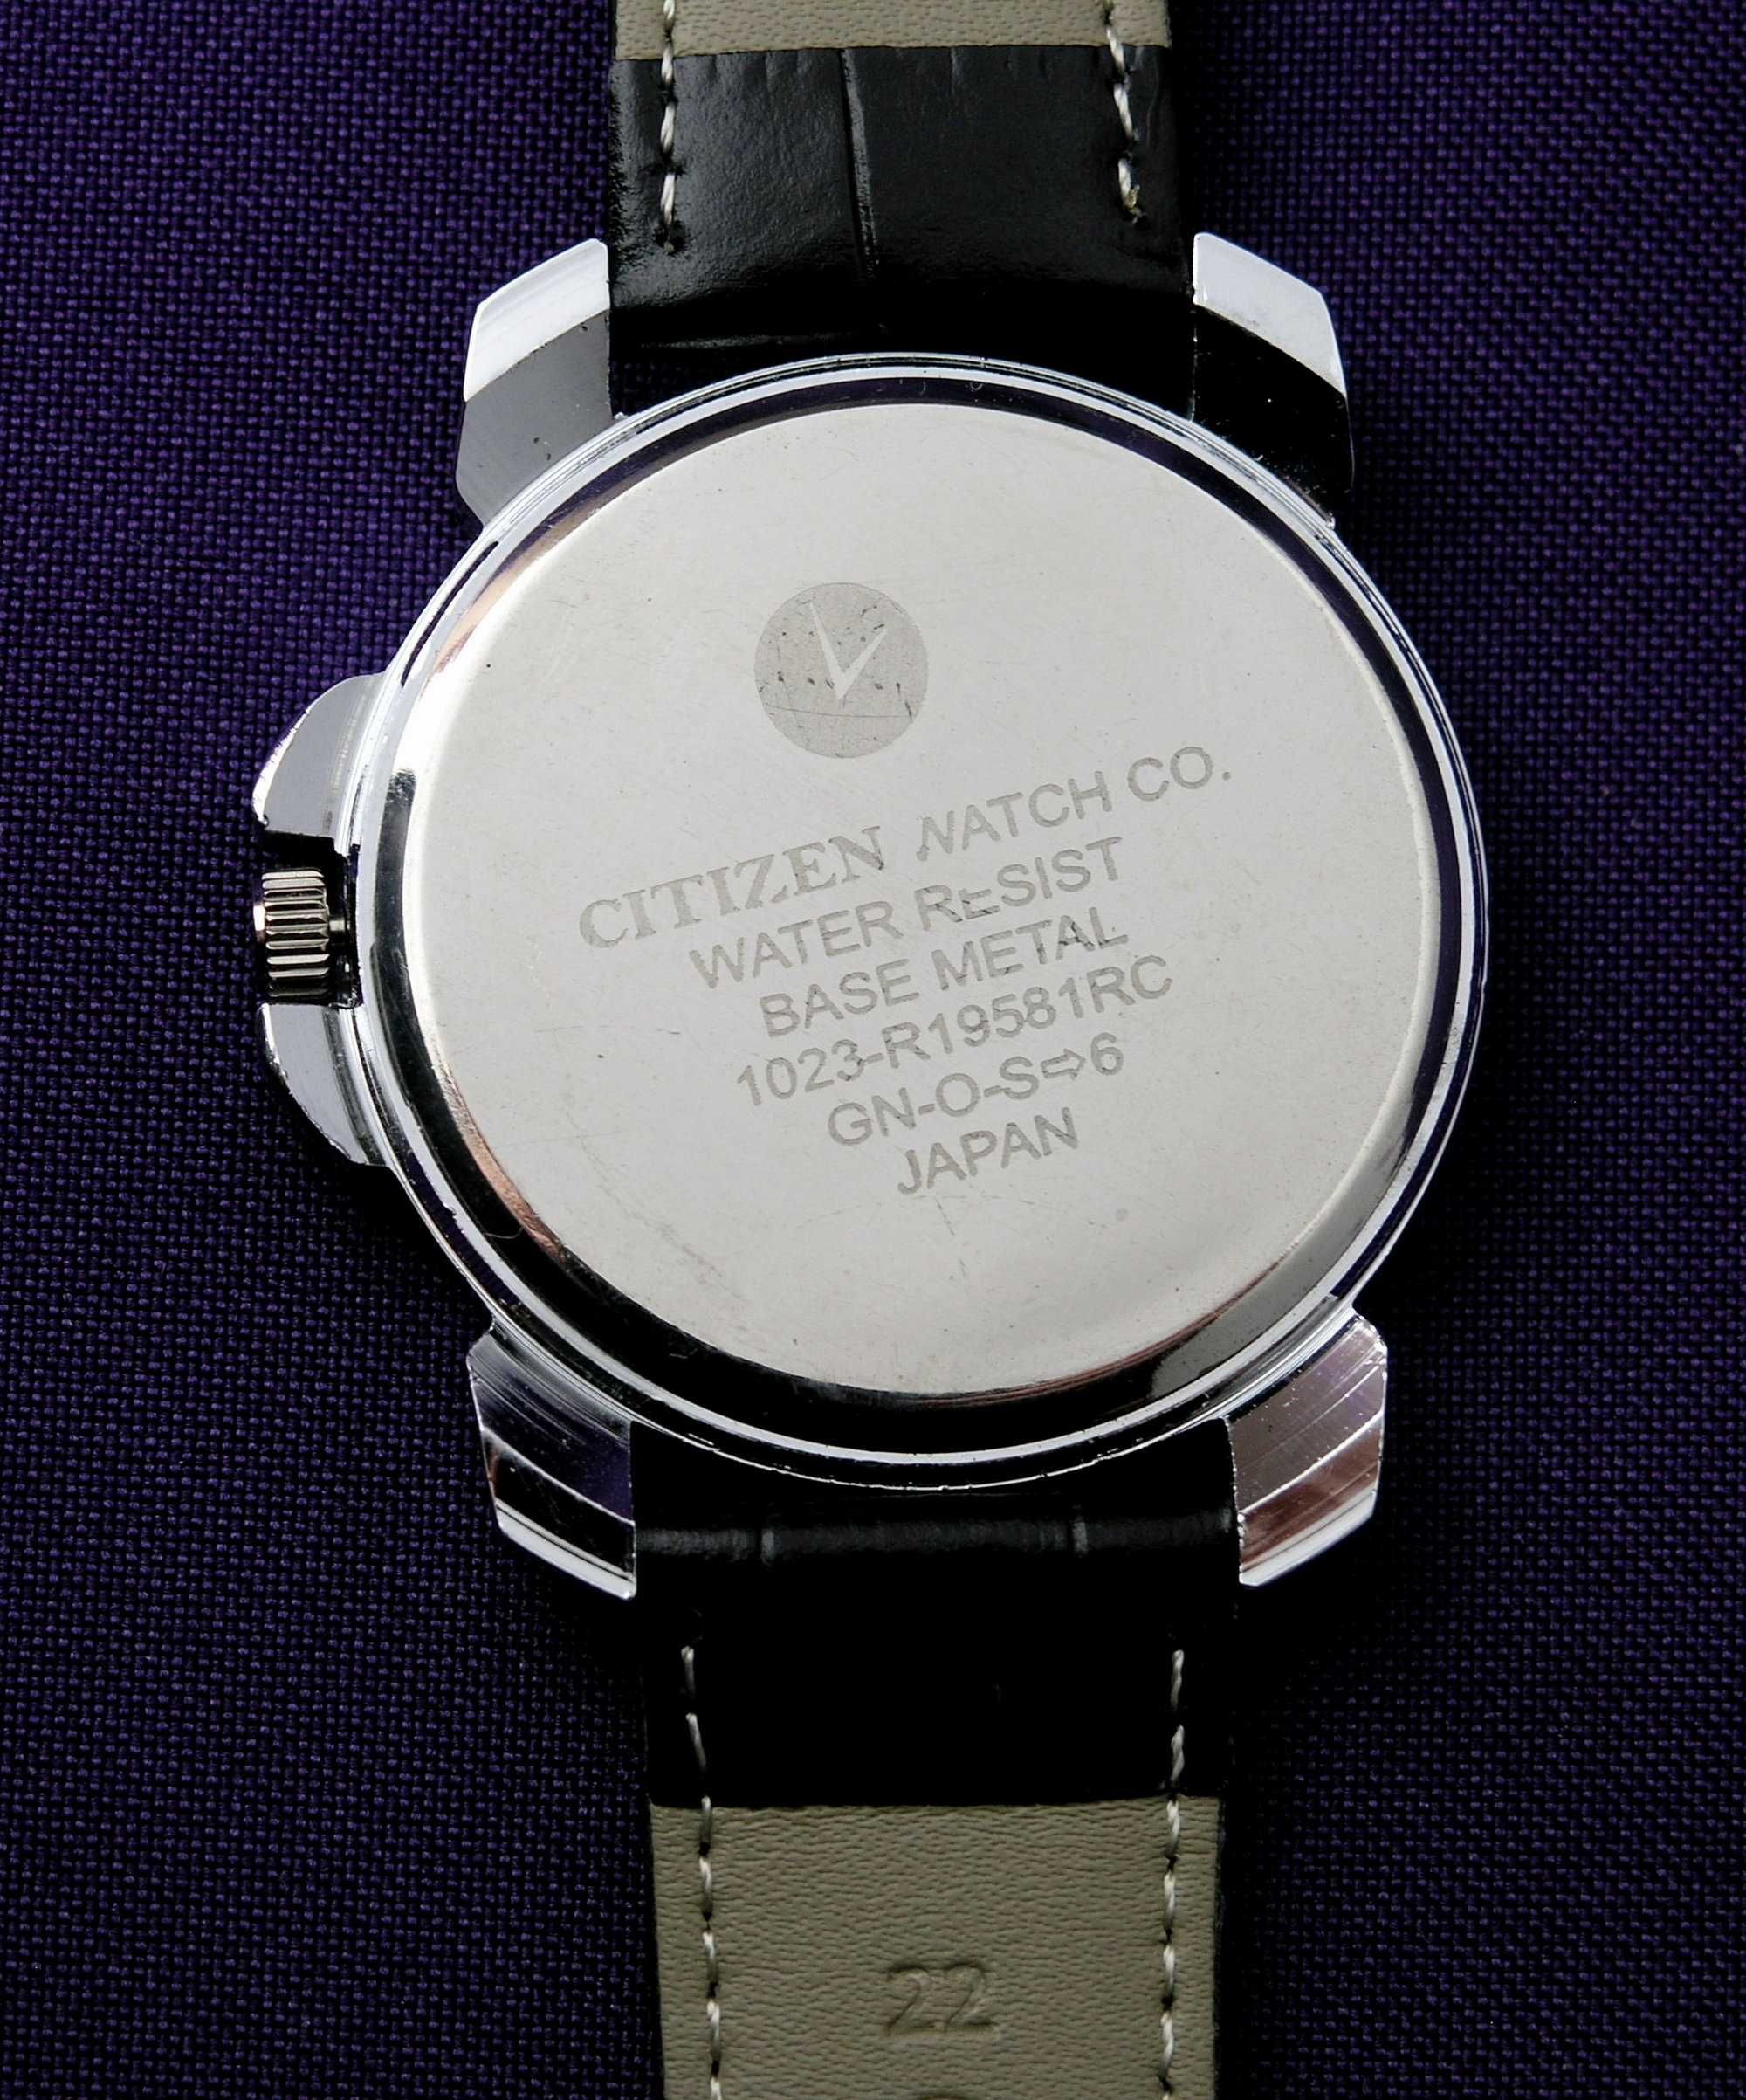 CITIZEN WATCH CO.
WATER RESIST
BASE METAL
1023-R19581RC
GN-O-S⇨6
JAPAN
22